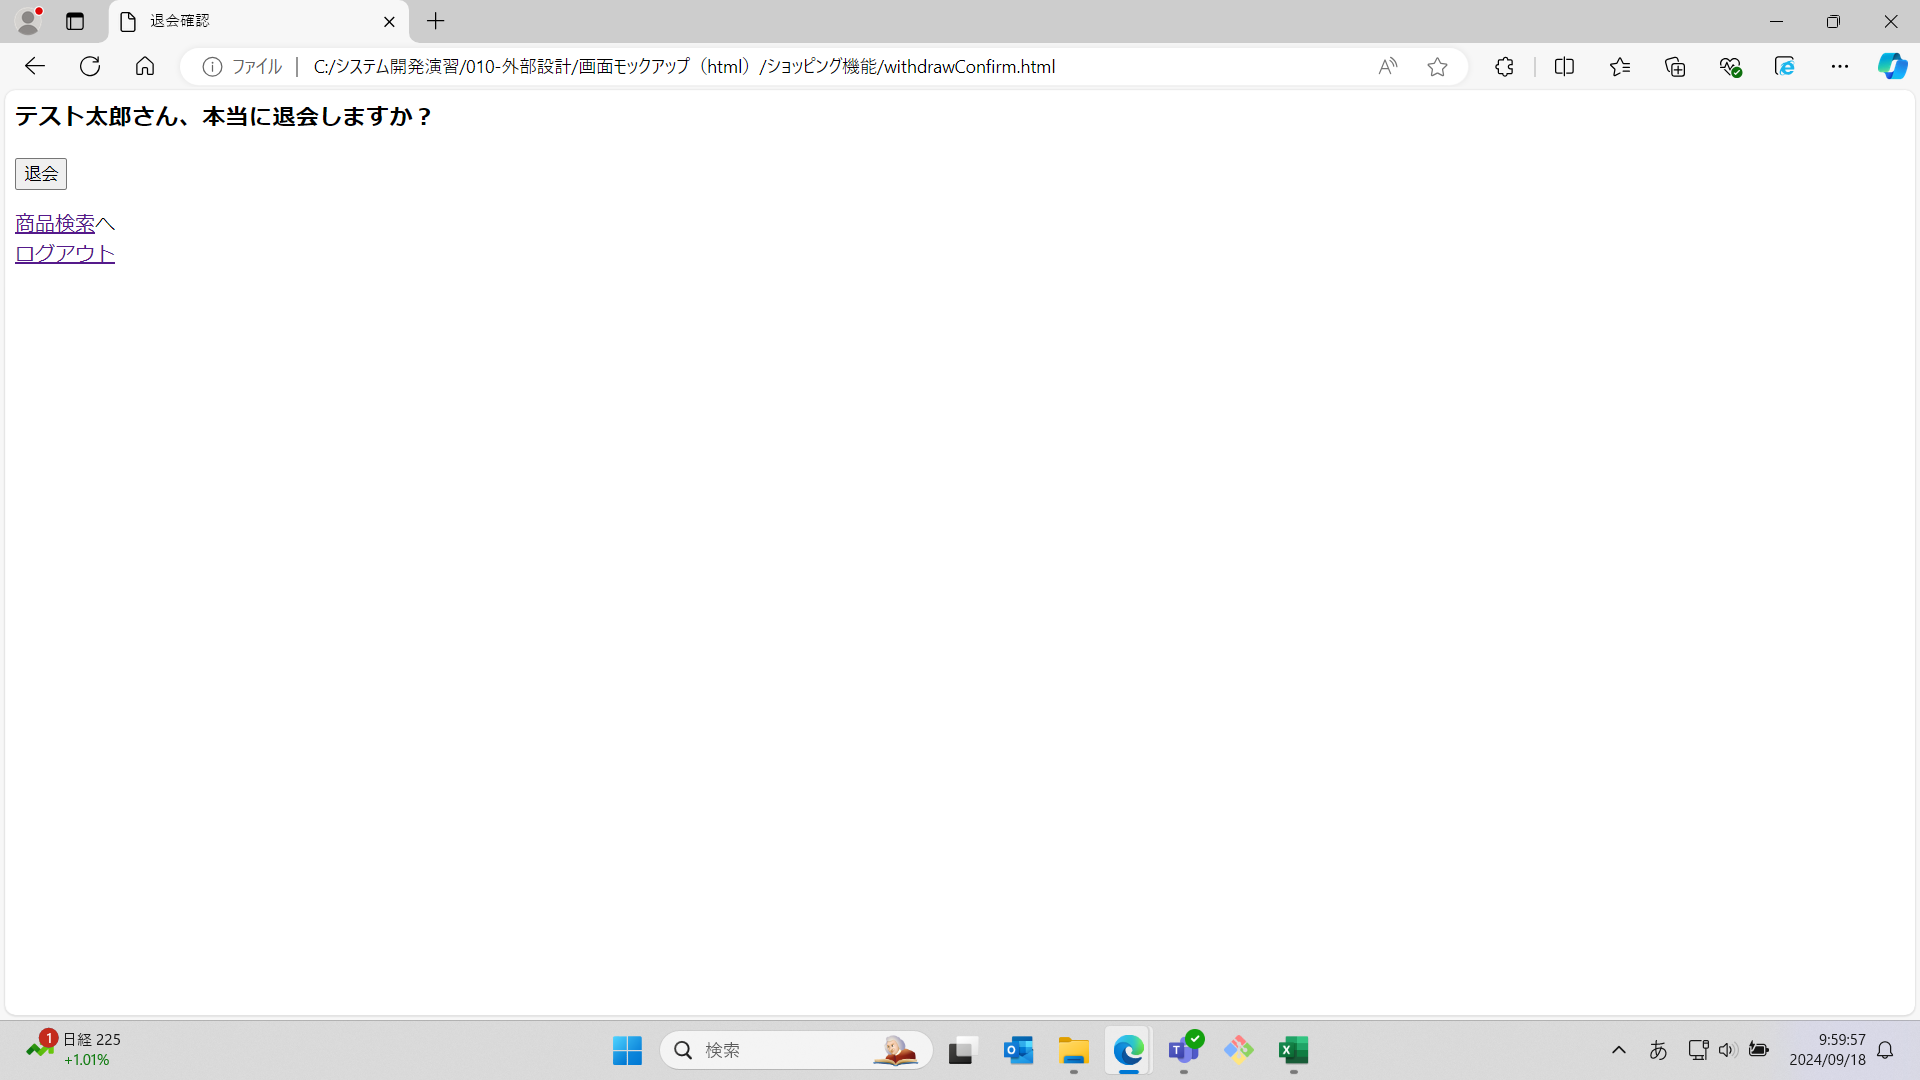 退会確認
ファイル C:/システム開発演習/010-外部設計/画面モックアップ（html）/ショッピング機能/withdrawConfirm.html
テスト太郎さん、本当に退会しますか？
退会
商品検索へ
ログアウト
1
日経 225
+1.01%
検索
あ
9:59:57
2024/09/18